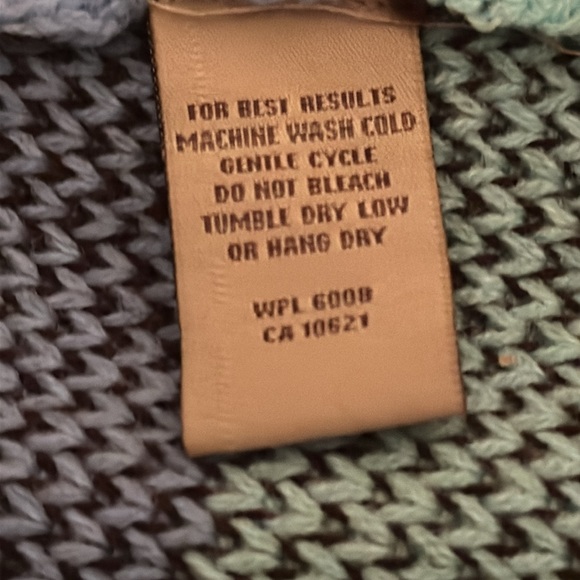 FOR BEST RESULTS
MACHINE WASH COLD
GENTLE CYCLE
DO NOT BLEACH
TUMBLE DRY LOW
OR HANG DRY
WPL 6008
CA 10621